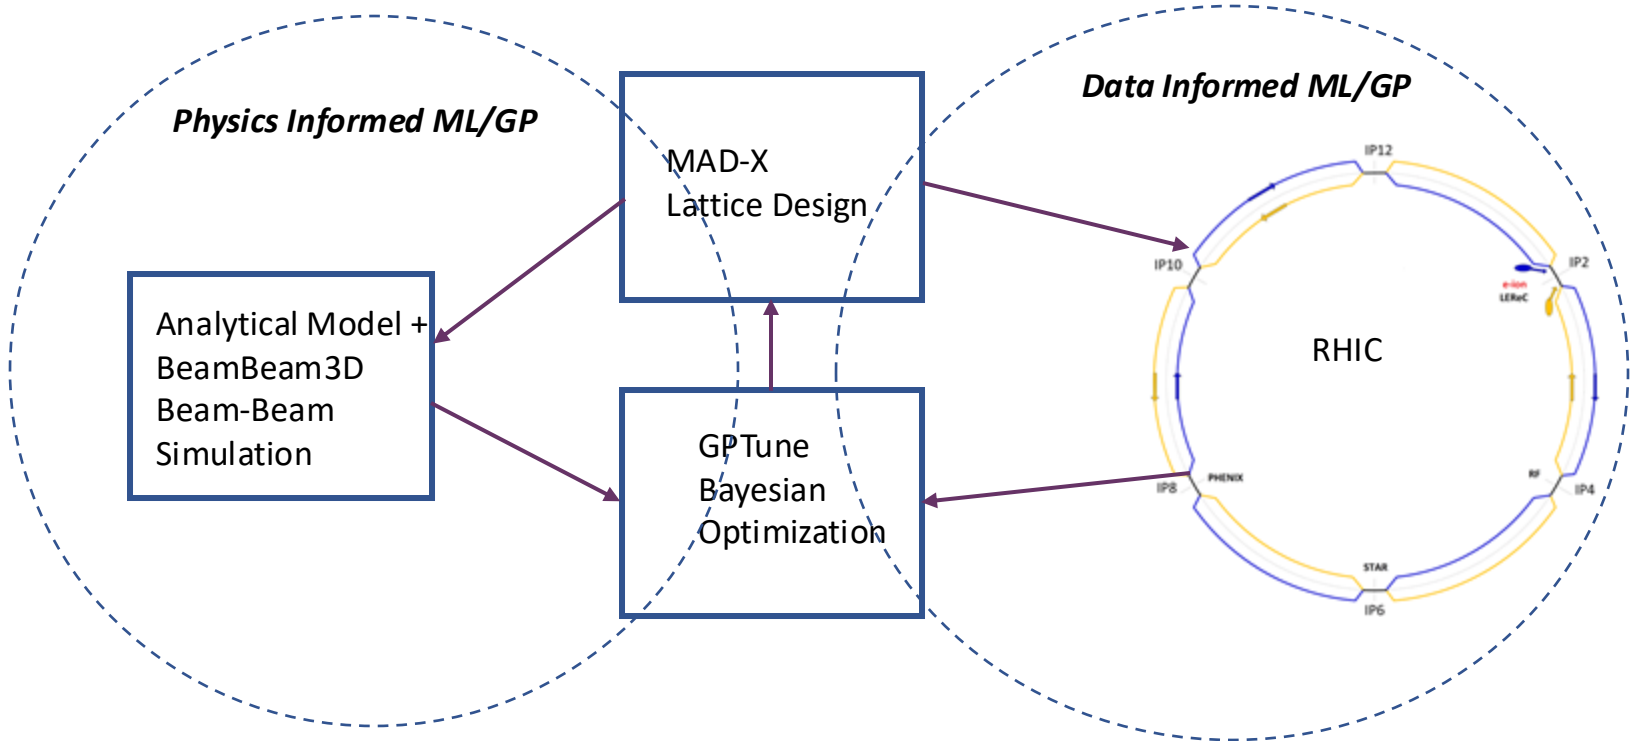 Physics Informed ML/GP
Data Informed ML/GP
MAD-X
Lattice Design
Analytical Model +
BeamBeam3D
Beam-Beam
Simulation
GPTune
Bayesian
Optimization
IP12
IP10
IP2
e-ion
LEReC
RHIC
IP8
PHENIX
RF
IP4
STAR
IP6